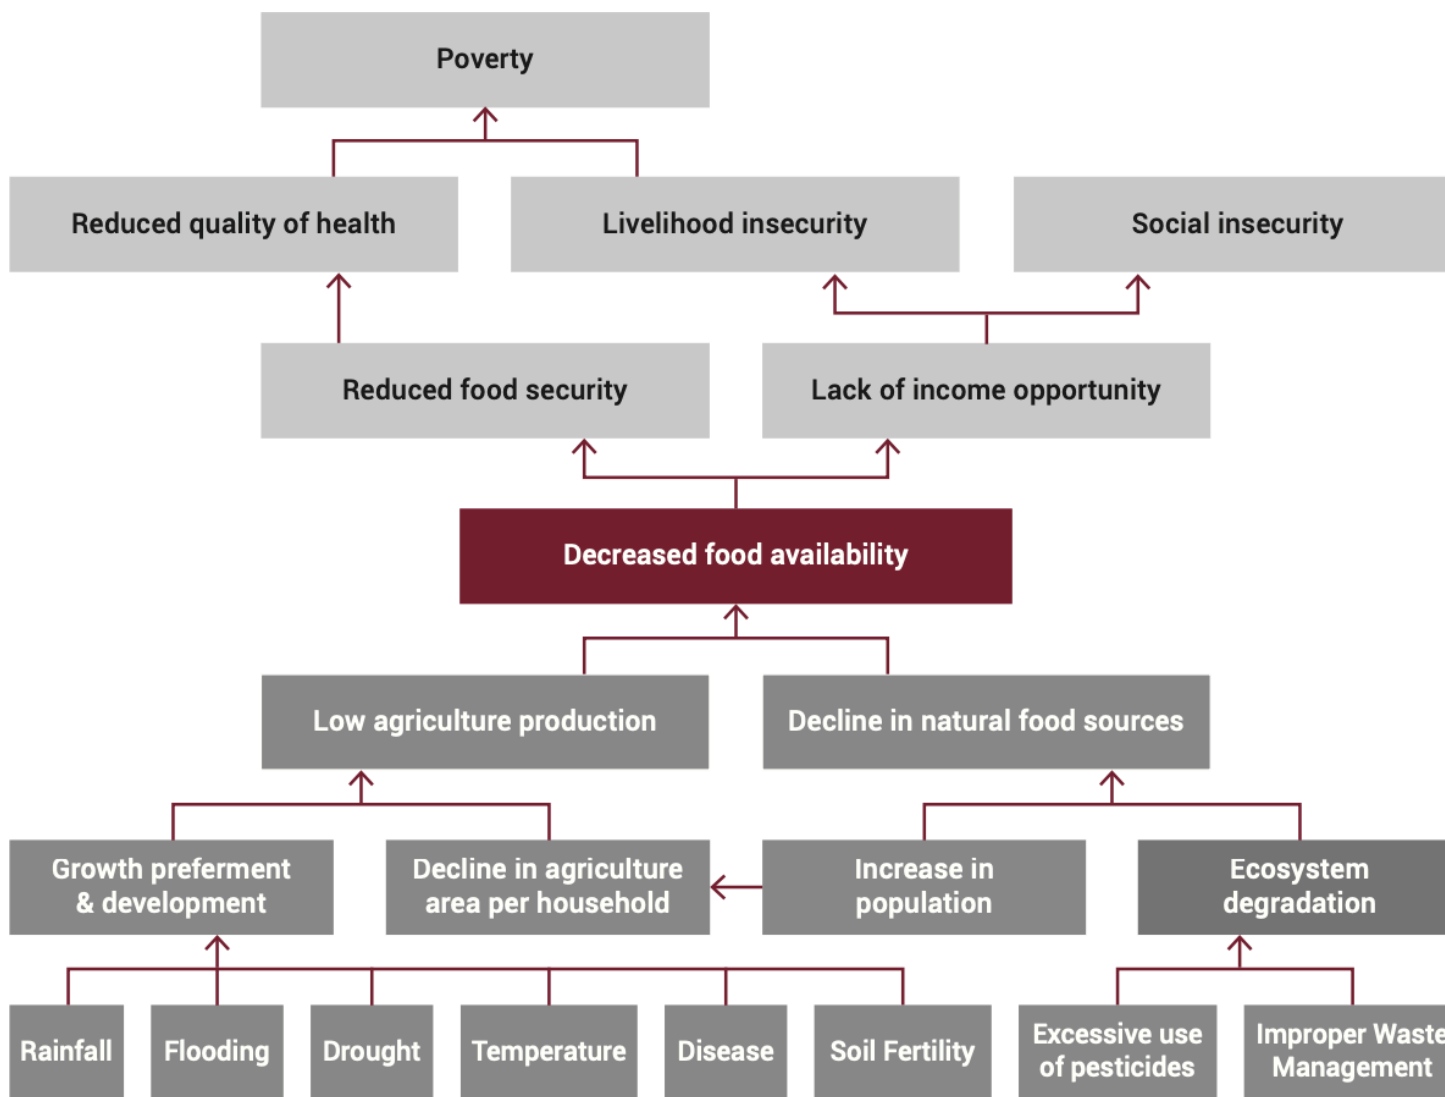 Poverty
Reduced quality of health
Livelihood insecurity
Social insecurity
Reduced food security
Lack of income opportunity
Decreased food availability
Low agriculture production
Decline in natural food sources
Growth preferment
& development
Decline in agriculture
area per household
Increase in
population
Ecosystem
degradation
Rainfall
Flooding
Drought
Temperature
Disease
Soil Fertility
Excessive use
of pesticides
Improper Waste
Management